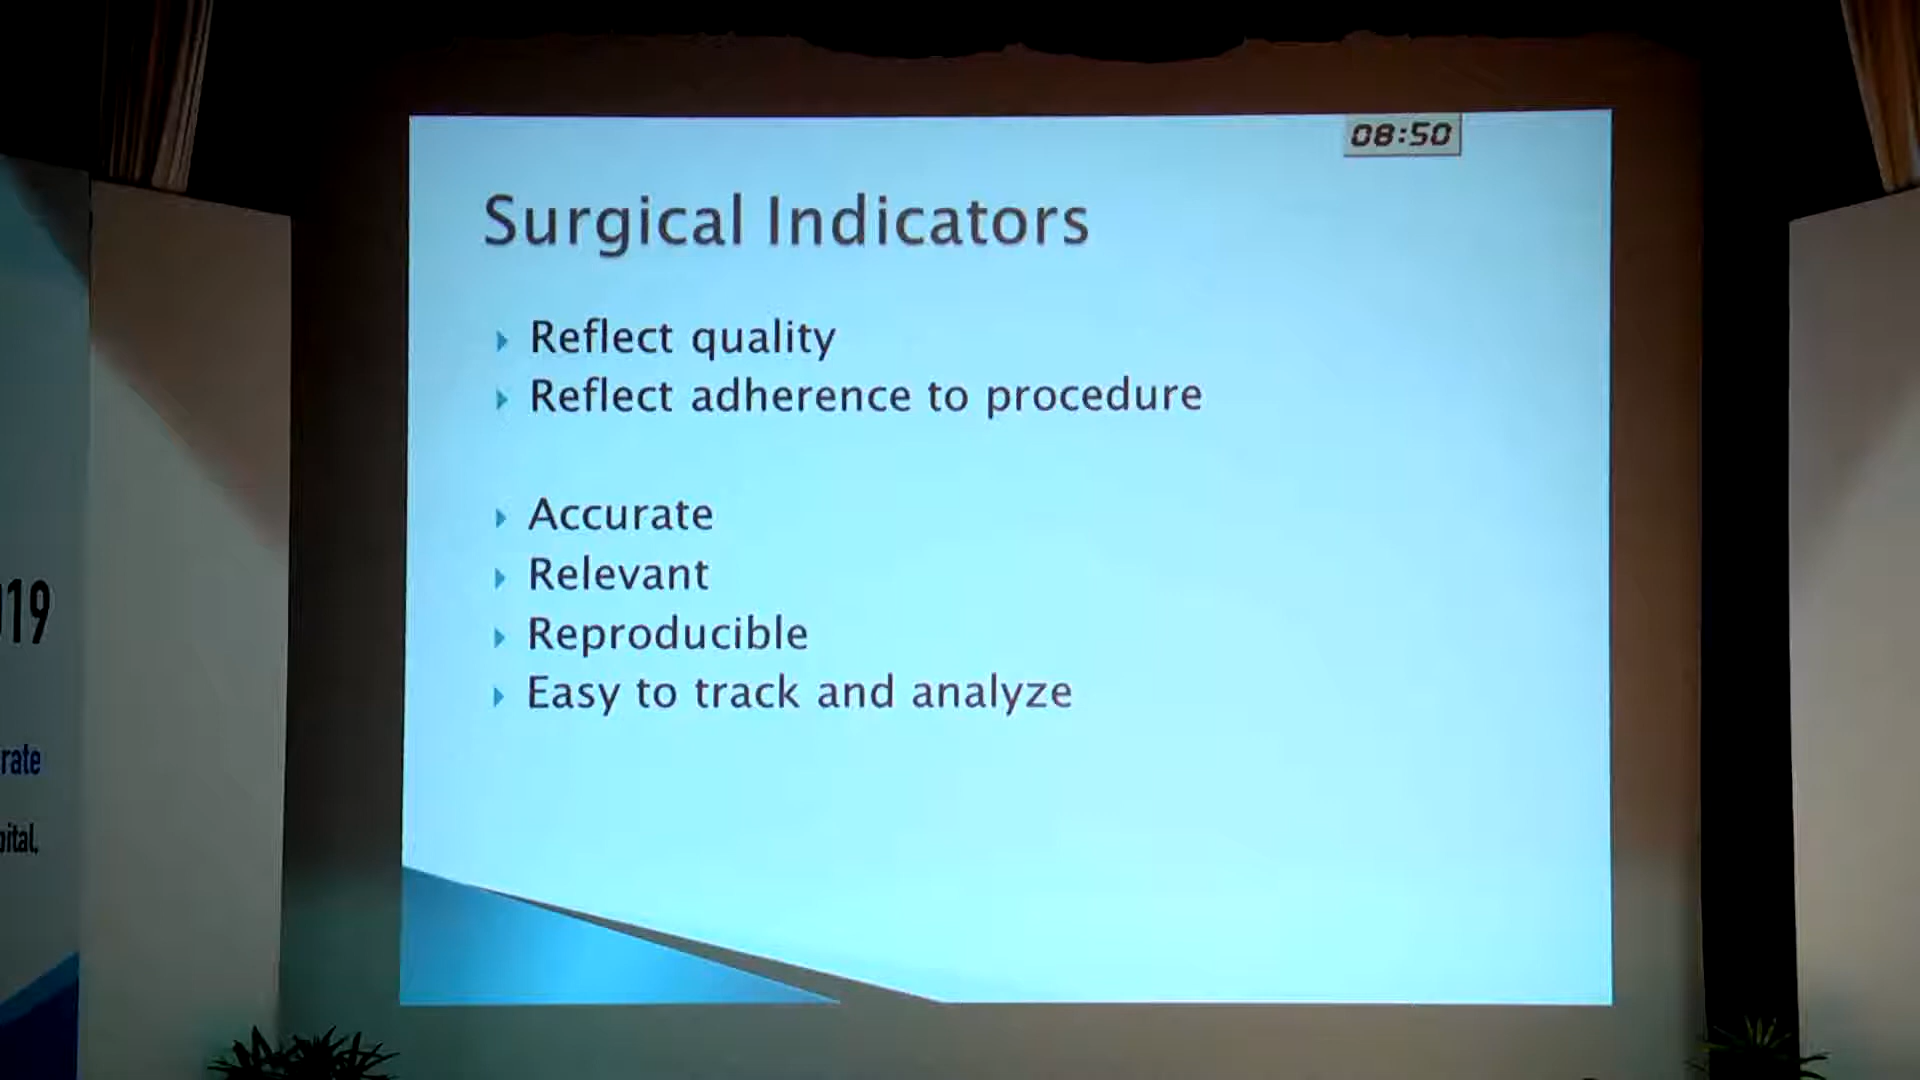 08:50
Surgical Indicators
Reflect quality
Reflect adherence to procedure
Accurate
Relevant
Reproducible
Easy to track and analyze
19
rate
pital,